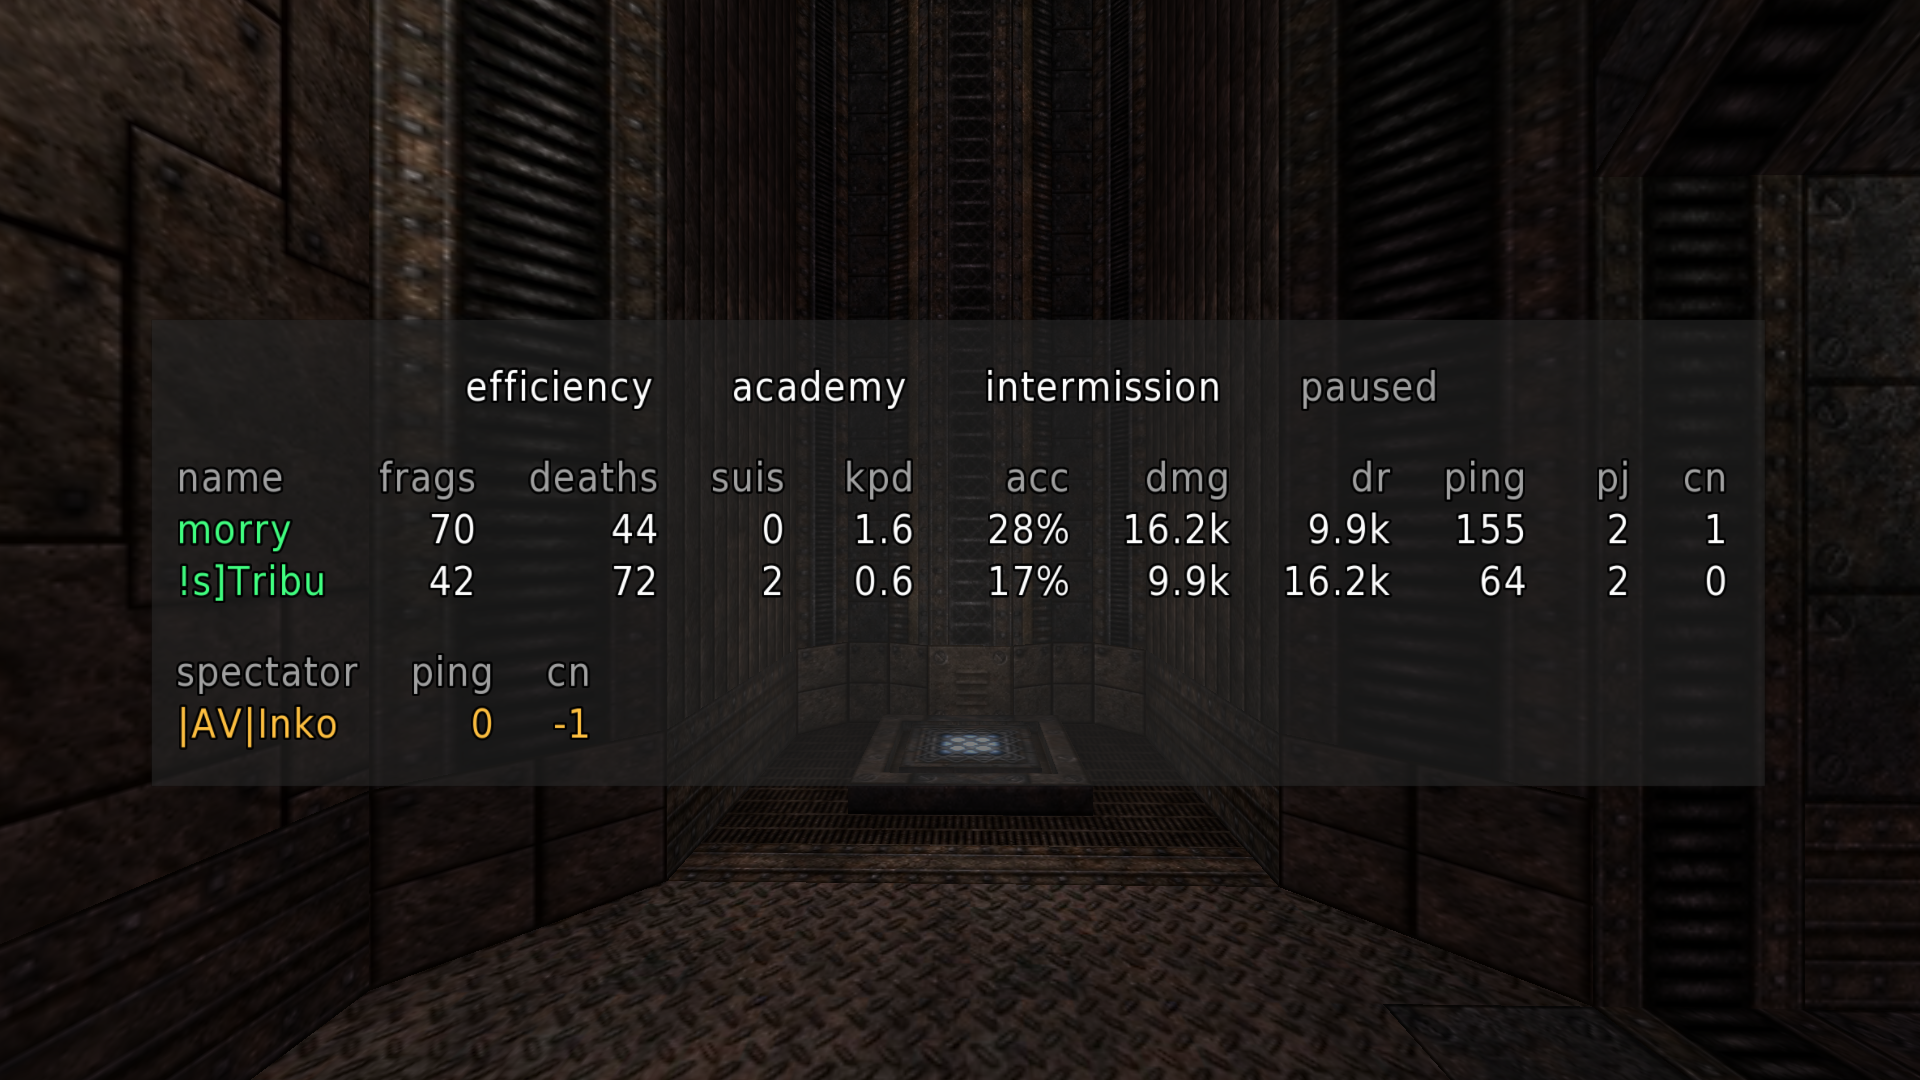 efficiency academy intermission paused
name frags deaths suis kpd acc dmg dr ping pj cn
morry 70 44 0 1.6 28% 16.2k 9.9k 155 2 1
!s]Tribu 42 72 2 0.6 17% 9.9k 16.2k 64 2 0
spectator ping cn
|AV|Inko 0 -1